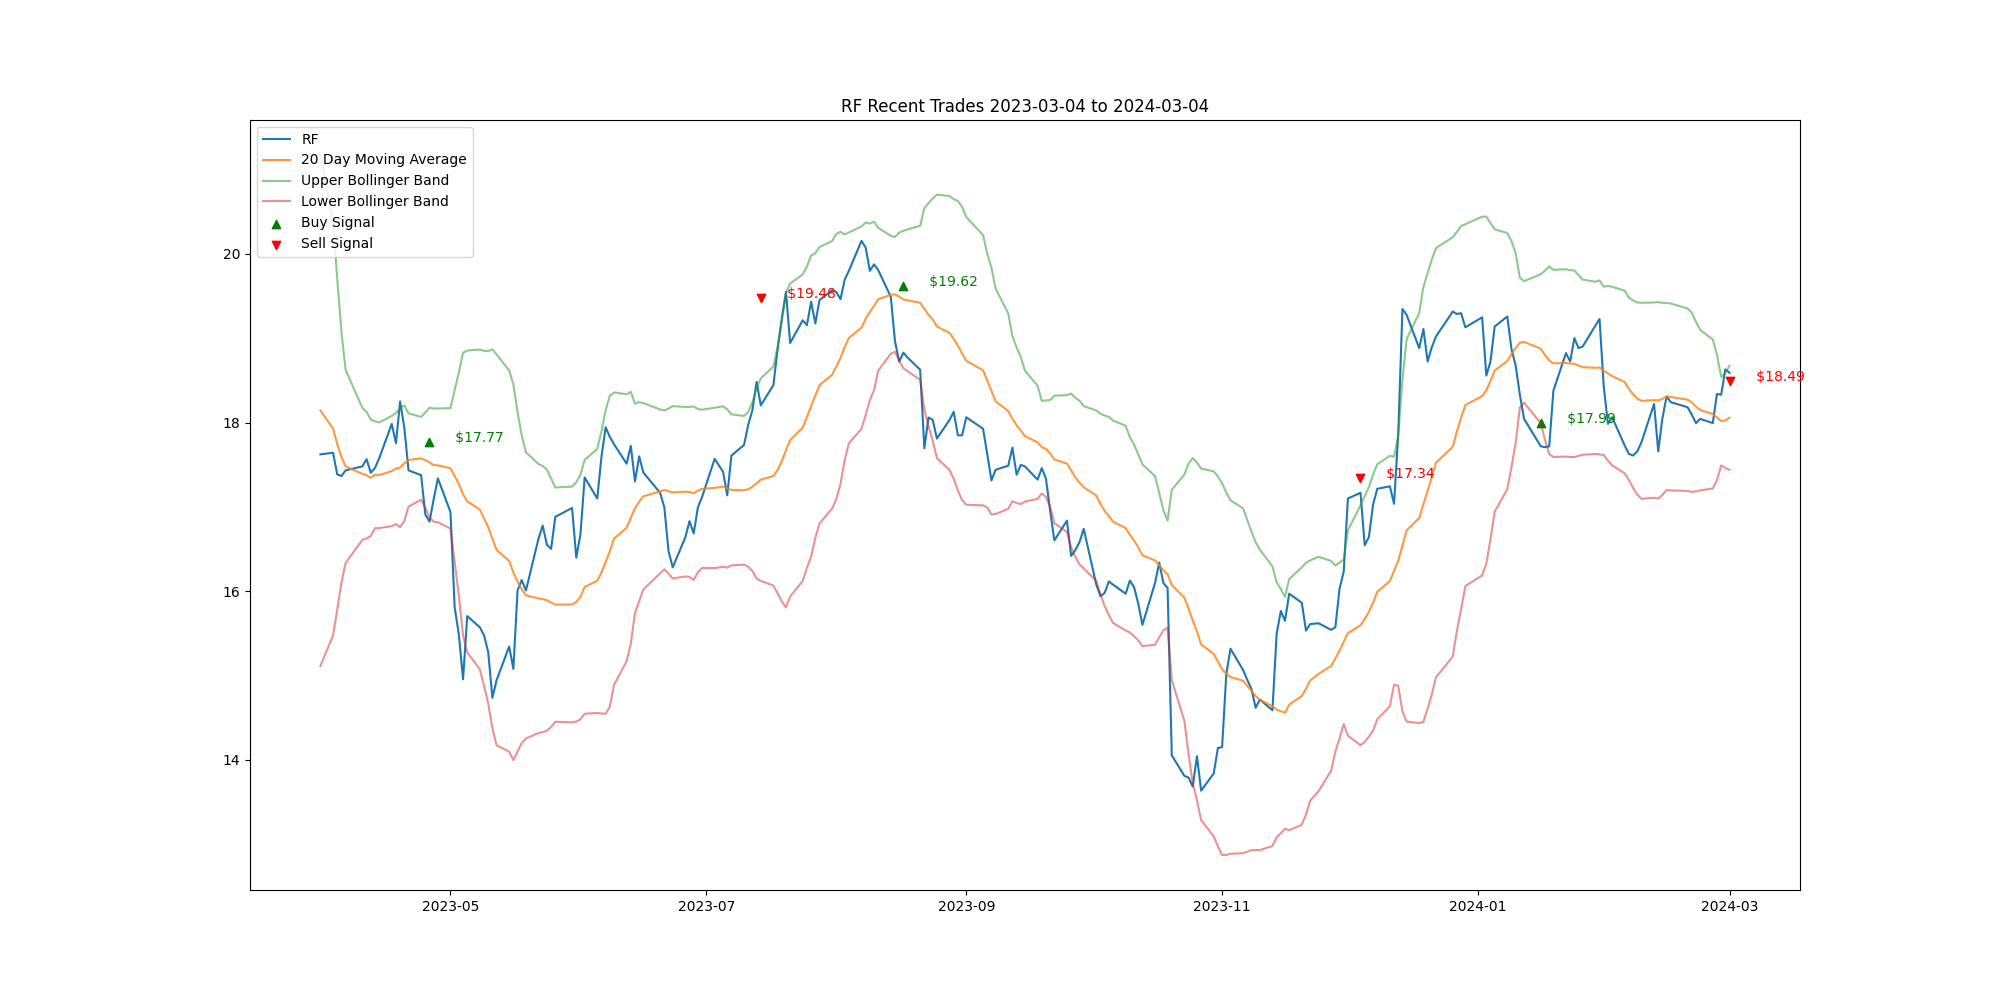 RF Recent Trades 2023-03-04 to 2024-03-04
RF
20 Day Moving Average
Upper Bollinger Band
Lower Bollinger Band
Buy Signal
Sell Signal
20
18
16
14
$19.62
$19.48
$17.77
$18.49
$17.99
$17.34
2023-05
2023-07
2023-09
2023-11
2024-01
2024-03